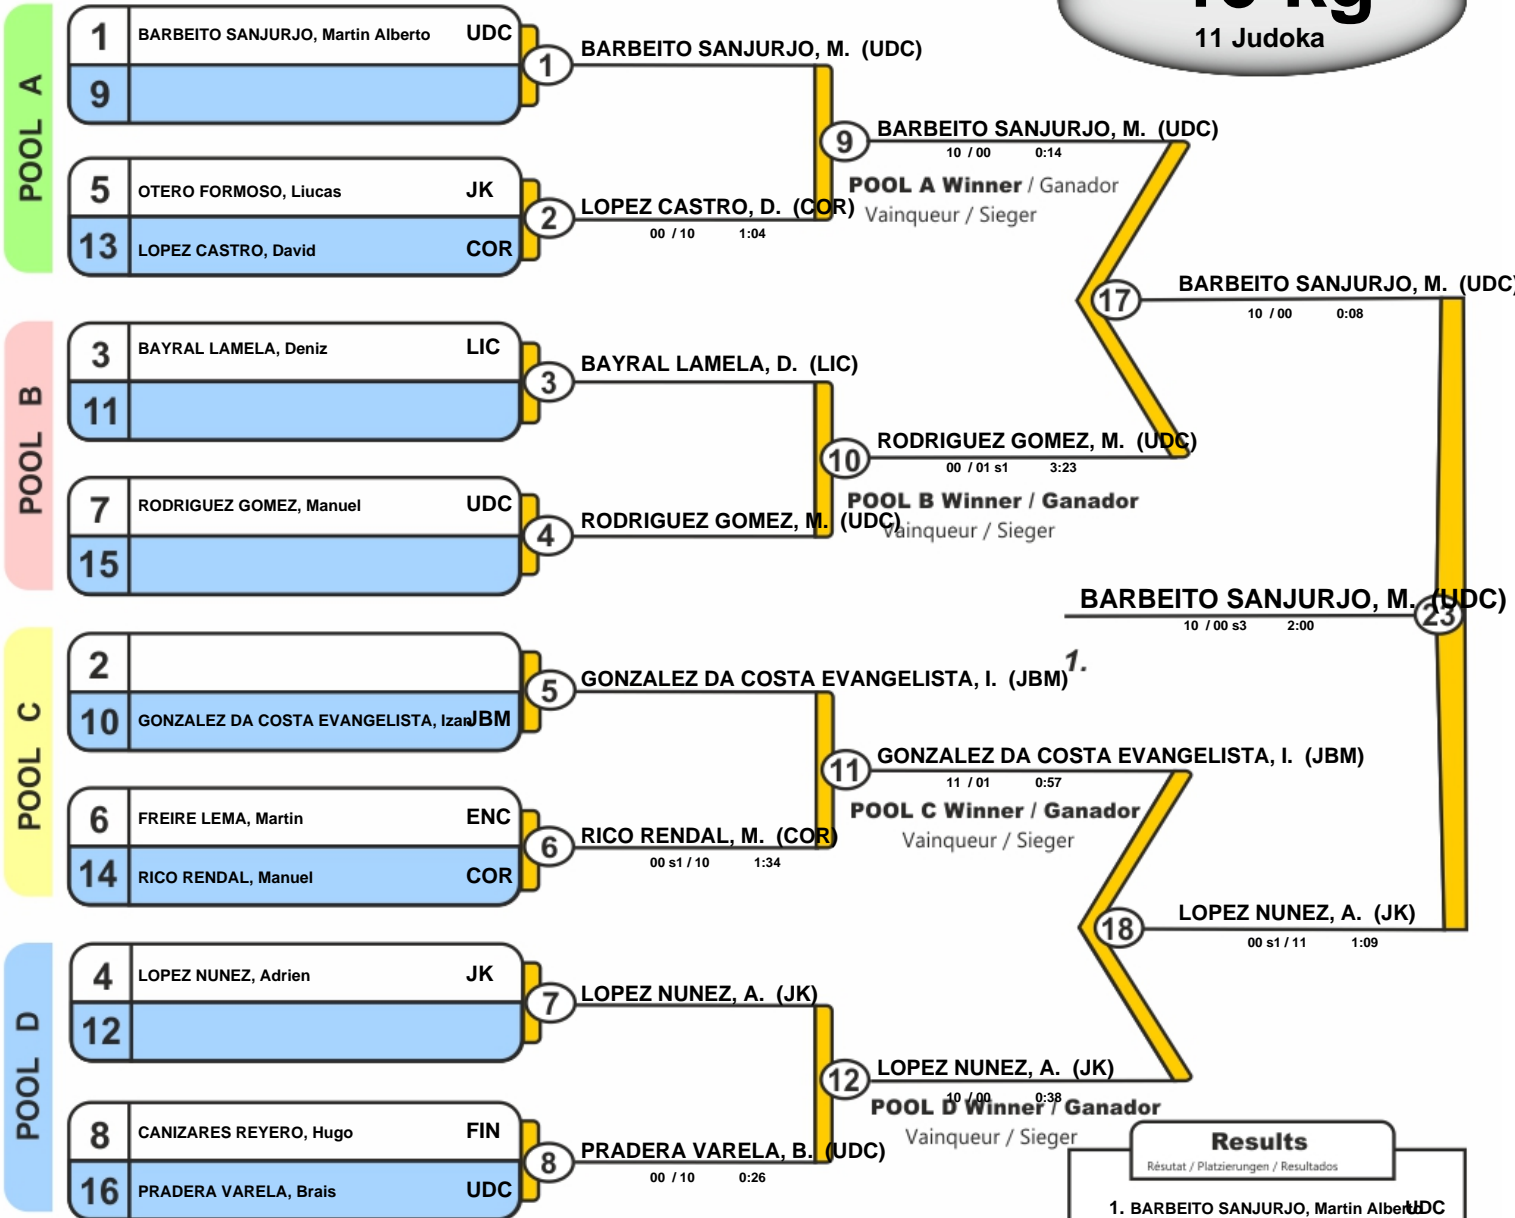 11 Judoka
POOL A
1 BARBEITO SANJURJO, Martin Alberto UDC
9
5 OTERO FORMOSO, Liucas JK
13 LOPEZ CASTRO, David COR
1 BARBEITO SANJURJO, M. (UDC)
2 LOPEZ CASTRO, D. (COR)
00 / 10 1:04
9 BARBEITO SANJURJO, M. (UDC)
10 / 00 0:14
POOL A Winner / Ganador
Vainqueur / Sieger
17 BARBEITO SANJURJO, M. (UDC)
10 / 00 0:08
POOL B
3 BAYRAL LAMELA, Deniz LIC
11
7 RODRIGUEZ GOMEZ, Manuel UDC
15
3 BAYRAL LAMELA, D. (LIC)
4 RODRIGUEZ GOMEZ, M. (UDC)
10 RODRIGUEZ GOMEZ, M. (UDC)
00 / 01 s1 3:23
POOL B Winner / Ganador
Vainqueur / Sieger
BARBEITO SANJURJO, M. (UDC)
23
10 / 00 s3 2:00
1.
POOL C
2
10 GONZALEZ DA COSTA EVANGELISTA, Izan JBM
6 FREIRE LEMA, Martin ENC
14 RICO RENDAL, Manuel COR
5 GONZALEZ DA COSTA EVANGELISTA, I. (JBM)
6 RICO RENDAL, M. (COR)
00 s1 / 10 1:34
11 GONZALEZ DA COSTA EVANGELISTA, I. (JBM)
11 / 01 0:57
POOL C Winner / Ganador
Vainqueur / Sieger
18 LOPEZ NUNEZ, A. (JK)
00 s1 / 11 1:09
POOL D
4 LOPEZ NUNEZ, Adrien JK
12
8 CANIZARES REYERO, Hugo FIN
16 PRADERA VARELA, Brais UDC
7 LOPEZ NUNEZ, A. (JK)
8 PRADERA VARELA, B. (UDC)
00 / 10 0:26
12 LOPEZ NUNEZ, A. (JK)
10 / 00 0:38
POOL D Winner / Ganador
Vainqueur / Sieger
Results
Résutat / Platzierungen / Resultados
1. BARBEITO SANJURJO, Martin Alberto UDC